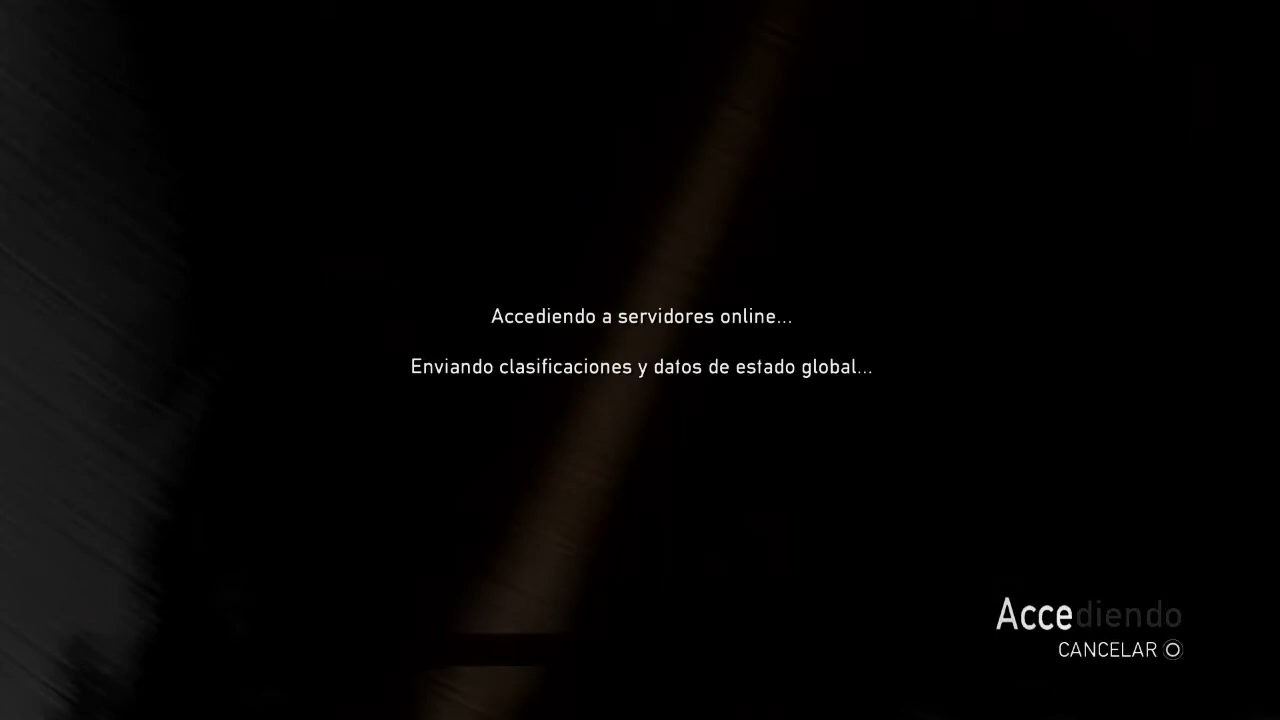 Accediendo a servidores online...
Enviando clasificaciones y datos de estado global...
Accediendo
CANCELAR